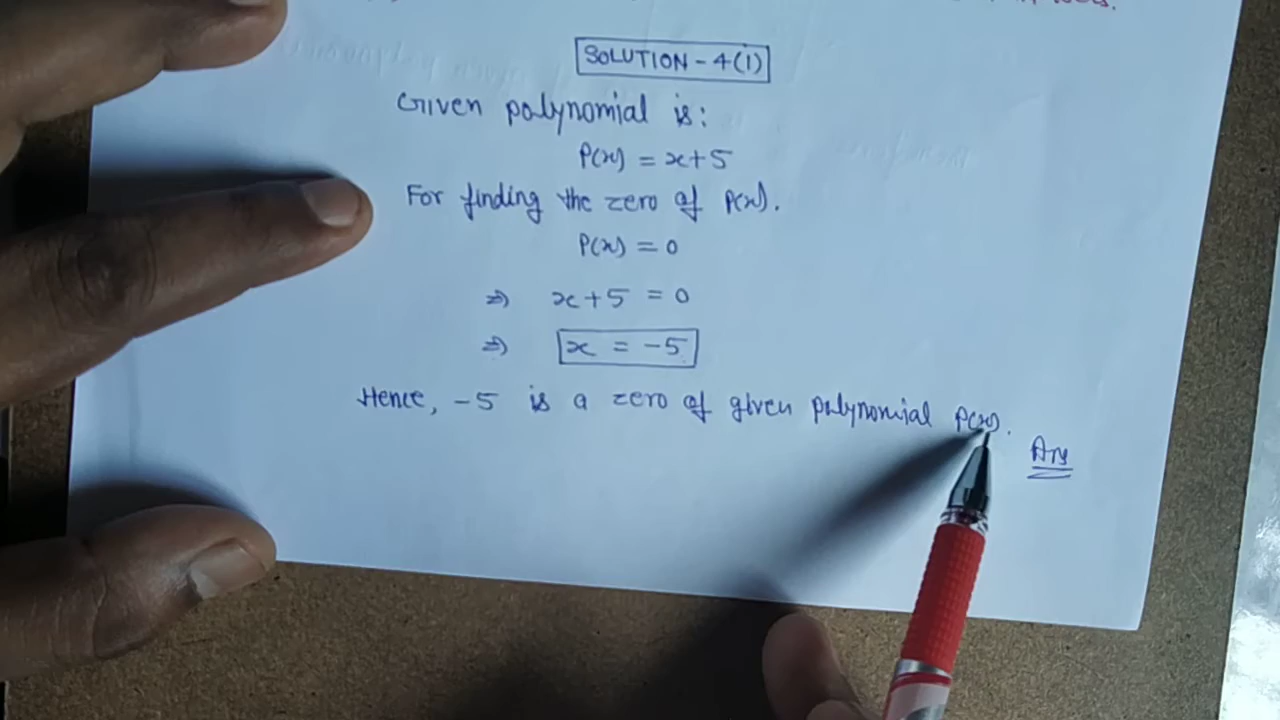 SOLUTION - 4(1)
Given polynomial is:
P(x) = x+5
For finding the zero of P(x).
P(x) = 0
⇒ x+5 = 0
⇒ x = -5
Hence, -5 is a zero of given polynomial P(x).
Ans